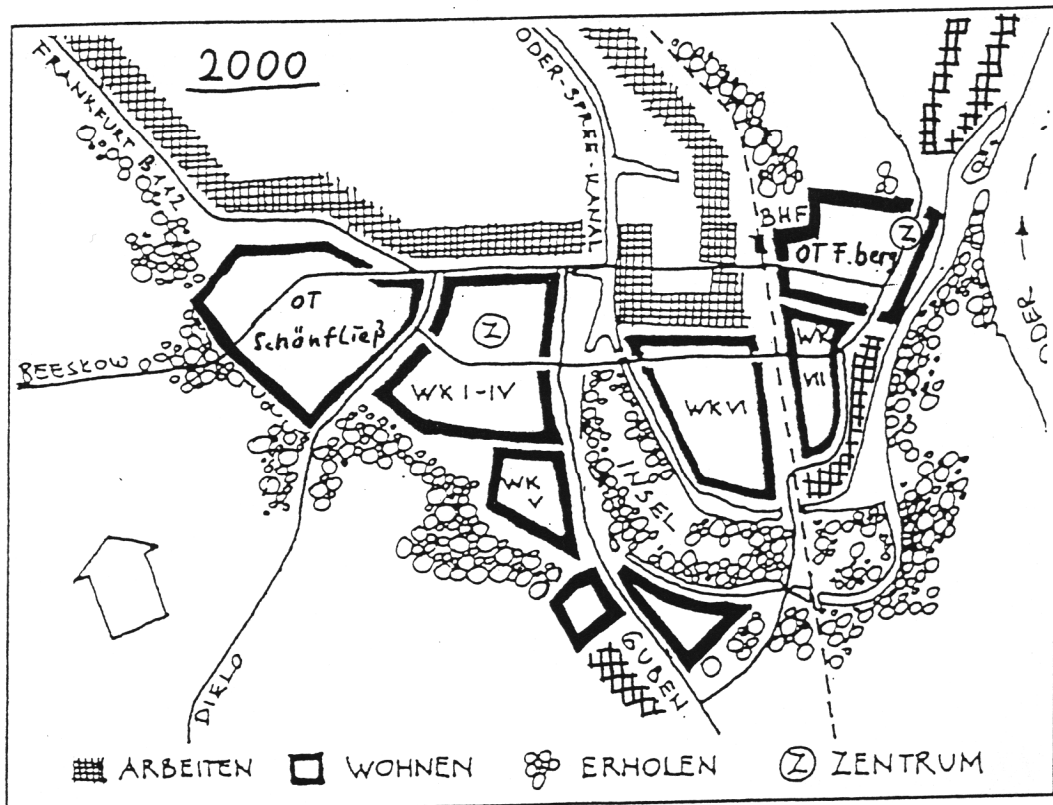 2000
FRANKFURT B112
ODER-SPREE-KANAL
BHF
Z
OT F.berg
ODER
OT
Schönfließ
Z
BEESKOW
WK I-IV
WK VI
WK
VII
WK
V
INSEL
GUBEN
DIELO
ARBEITEN
WOHNEN
ERHOLEN
Z ZENTRUM